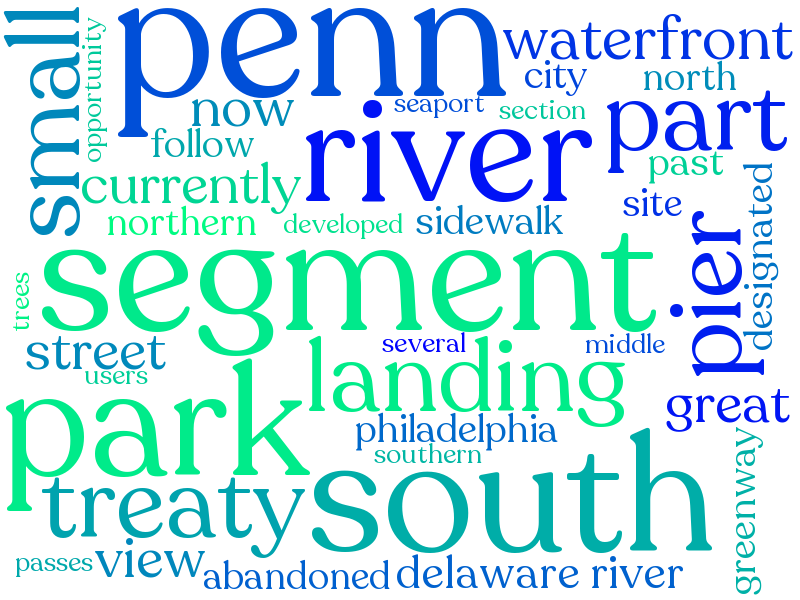 small
opportunity
penn
waterfront
city
north
now
seaport
section
part
follow
river
past
currently
site
northern
developed
sidewalk
designated
pier
segment
trees
street
several
middle
users
landing
great
park
philadelphia
southern
greenway
treaty
south
passes
view
abandoned
delaware river